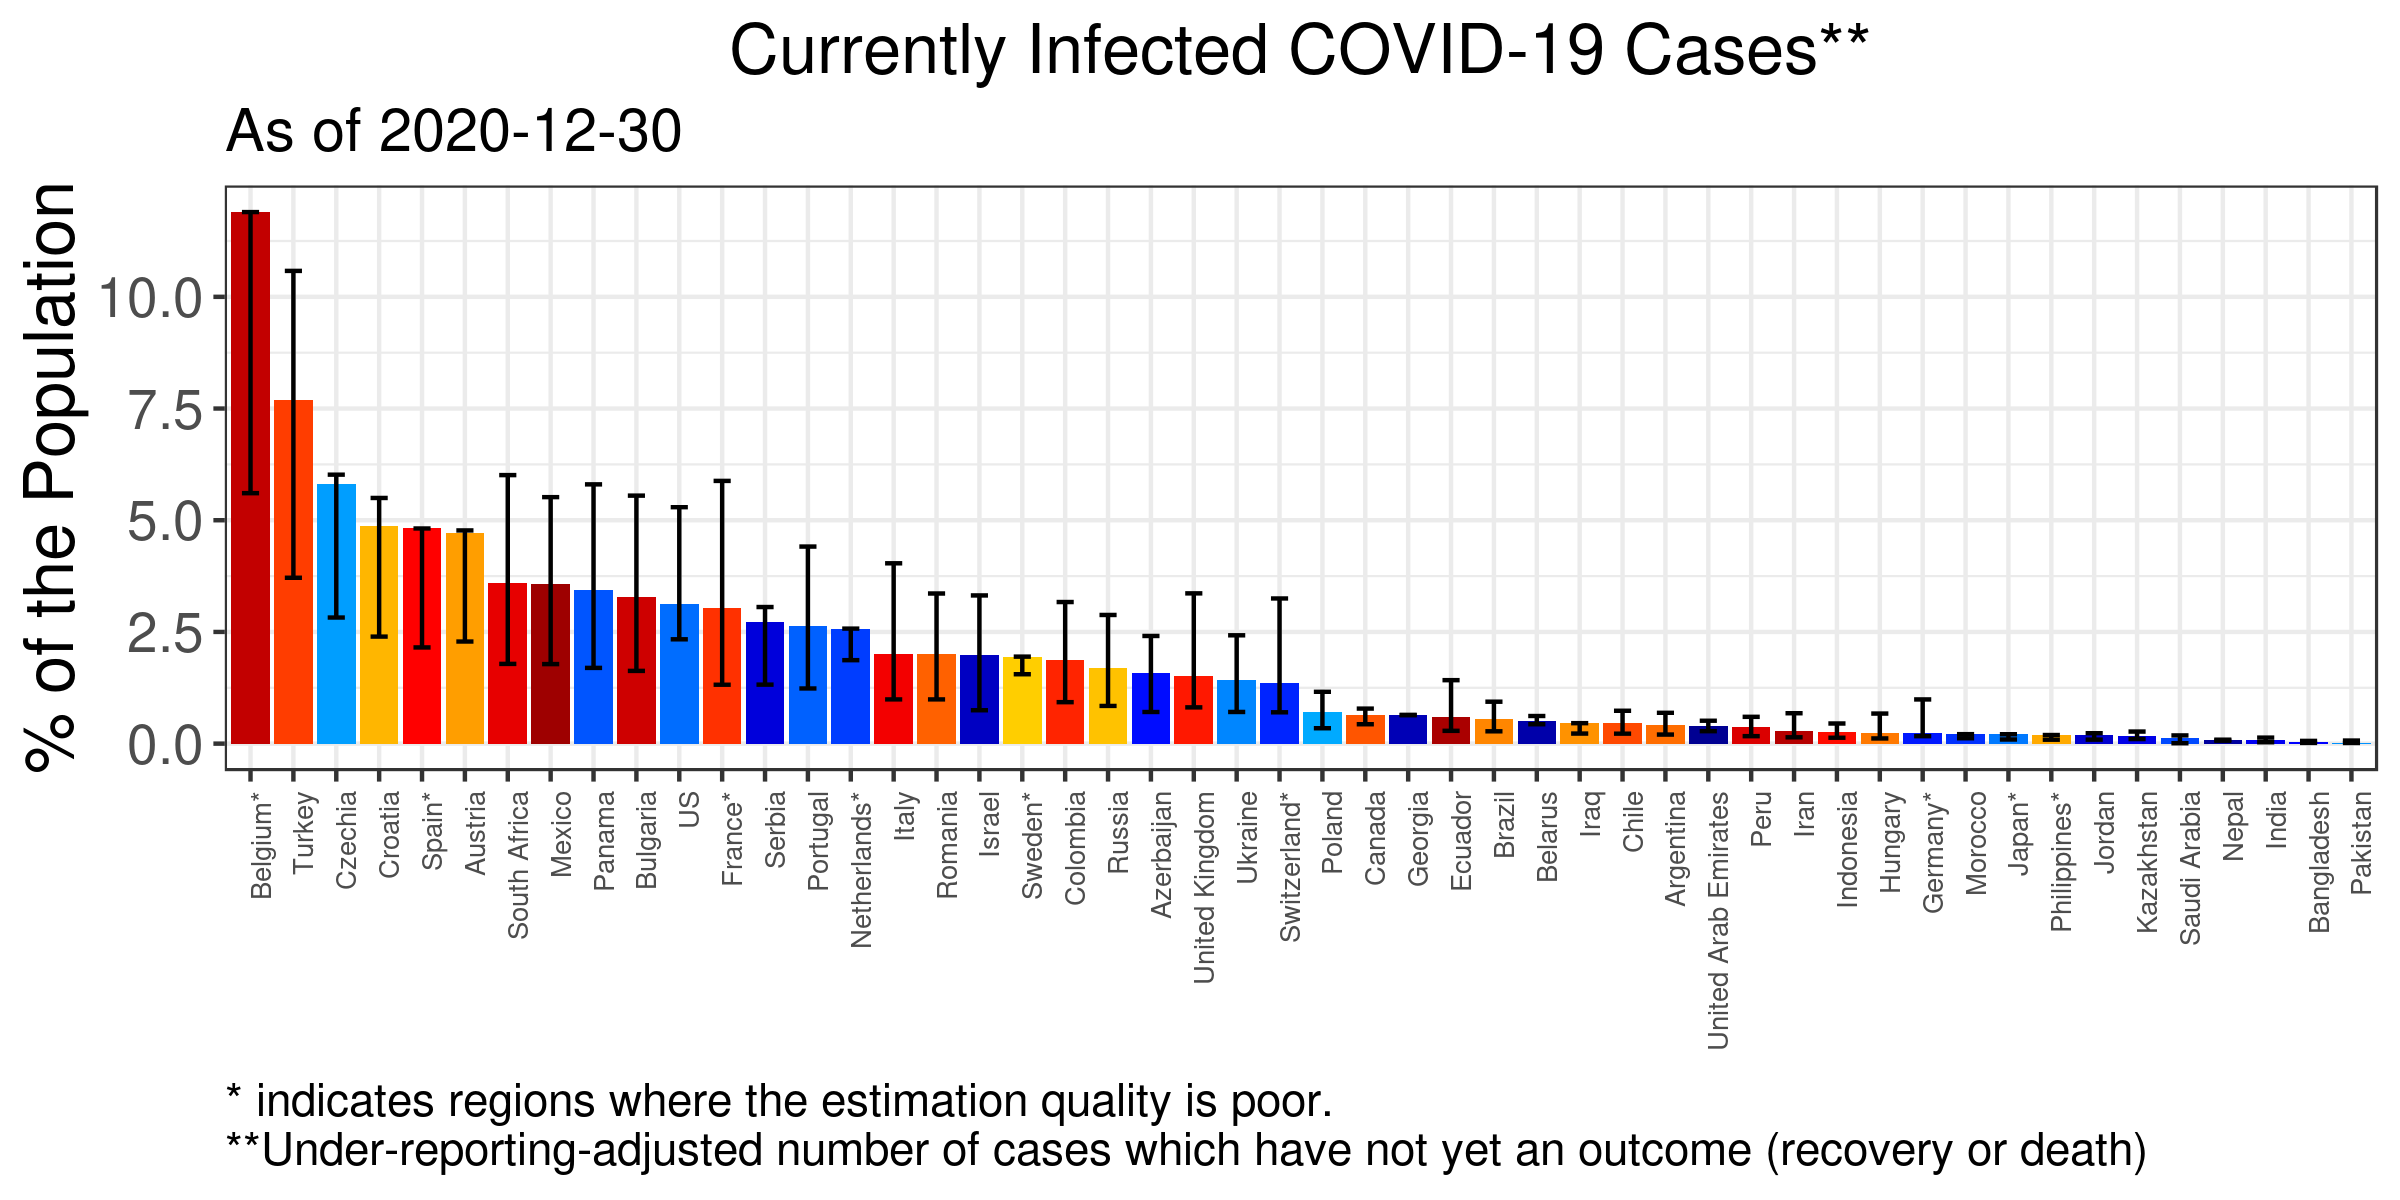 Currently Infected COVID-19 Cases**
As of 2020-12-30
% of the Population
10.0
7.5
5.0
2.5
0.0
Belgium*
Turkey
Czechia
Croatia
Spain*
Austria
South Africa
Mexico
Panama
Bulgaria
US
France*
Serbia
Portugal
Netherlands*
Italy
Romania
Israel
Sweden*
Colombia
Russia
Azerbaijan
United Kingdom
Ukraine
Switzerland*
Poland
Canada
Georgia
Ecuador
Brazil
Belarus
Iraq
Chile
Argentina
United Arab Emirates
Peru
Iran
Indonesia
Hungary
Germany*
Morocco
Japan*
Philippines*
Jordan
Kazakhstan
Saudi Arabia
Nepal
India
Bangladesh
Pakistan
* indicates regions where the estimation quality is poor.
**Under-reporting-adjusted number of cases which have not yet an outcome (recovery or death)